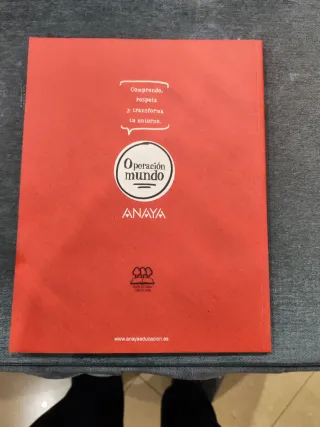 Comprende,
respeta
y transforma
tu entorno.
Operación
mundo
ANAYA
www.anayaeducacion.es